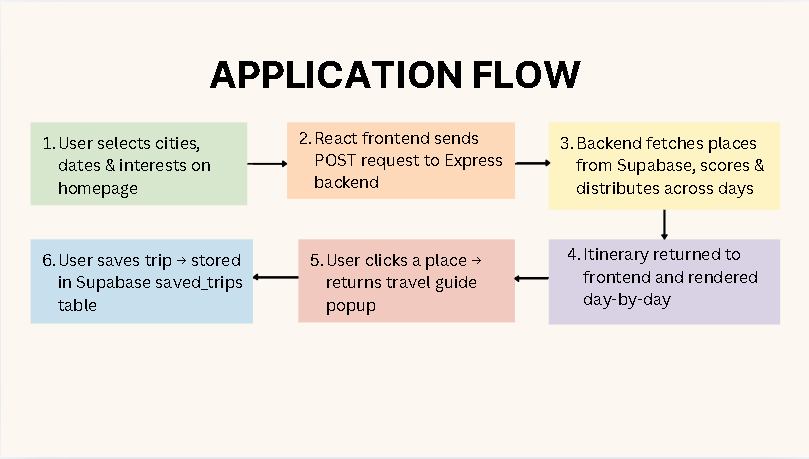 APPLICATION FLOW
1. User selects cities,
dates & interests on
homepage
2. React frontend sends
POST request to Express
backend
3. Backend fetches places
from Supabase, scores &
distributes across days
4. Itinerary returned to
frontend and rendered
day-by-day
5. User clicks a place →
returns travel guide
popup
6. User saves trip → stored
in Supabase saved_trips
table